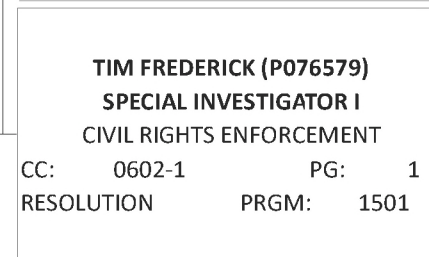 TIM FREDERICK (P076579)
SPECIAL INVESTIGATOR I
CIVIL RIGHTS ENFORCEMENT
CC: 0602-1 PG: 1
RESOLUTION PRGM: 1501